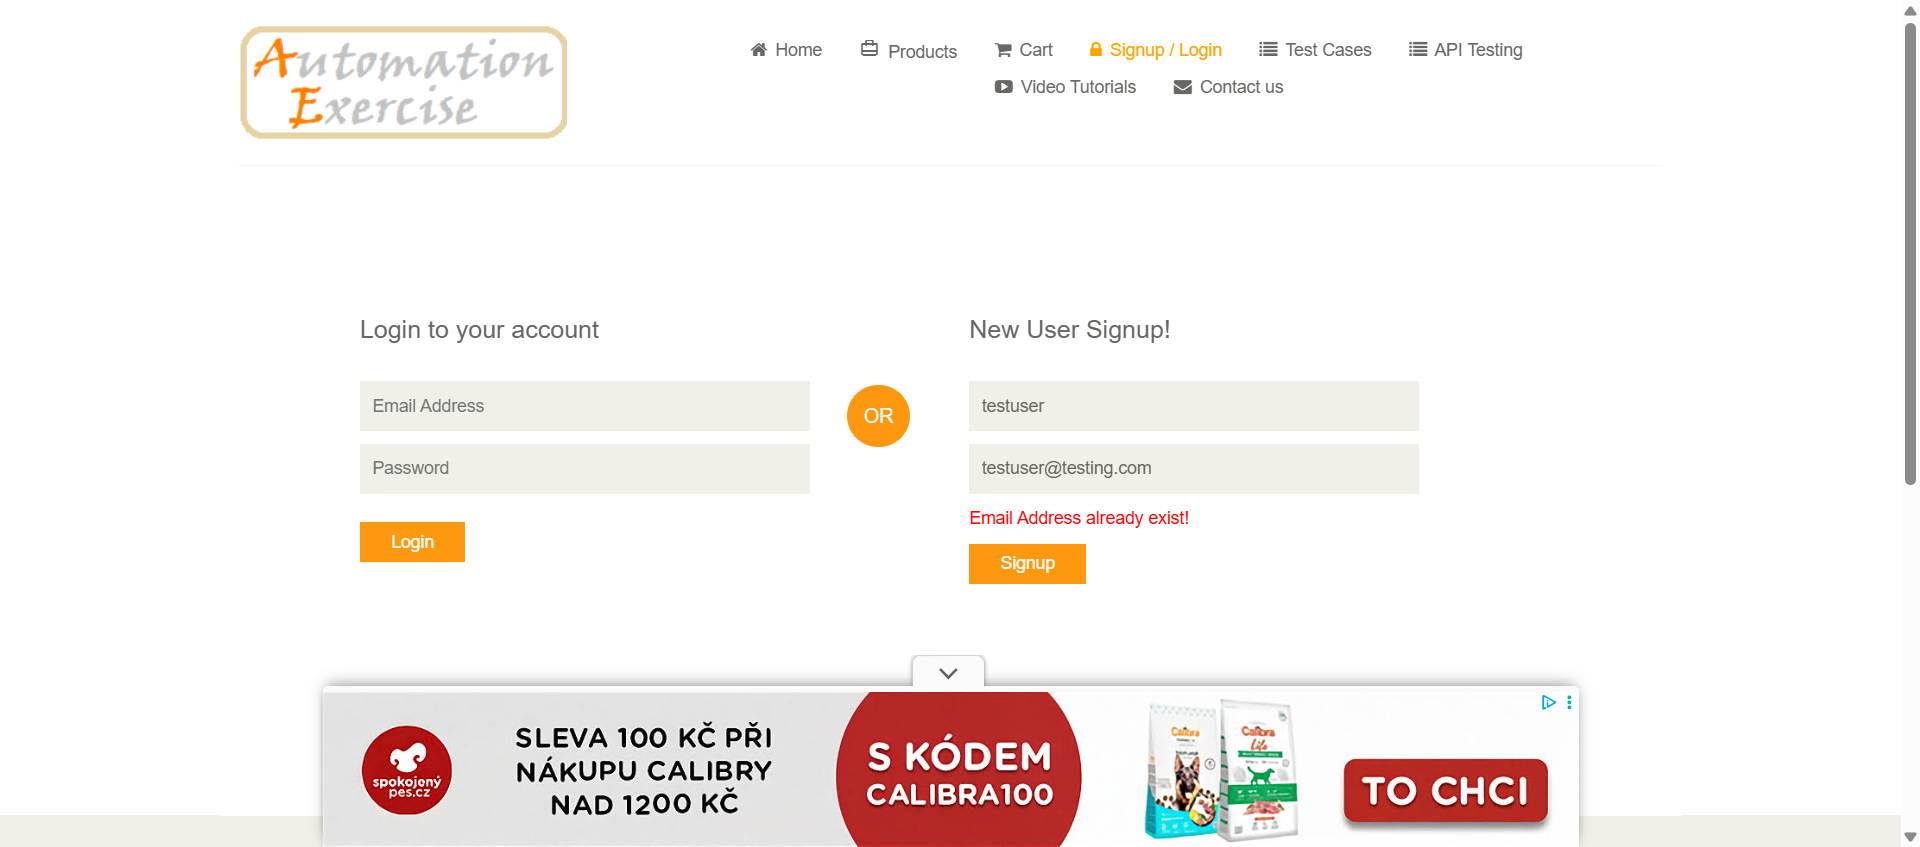 Automation
Exercise
Home
Products
Cart
Signup / Login
Test Cases
API Testing
Video Tutorials
Contact us
Login to your account
Email Address
Password
Login
OR
New User Signup!
testuser
testuser@testing.com
Email Address already exist!
Signup
spokojený
pes.cz
SLEVA 100 KČ PŘI
NÁKUPU CALIBRY
NAD 1200 KČ
S KÓDEM
CALIBRA100
Calibra
Calibra
Life
TO CHCI